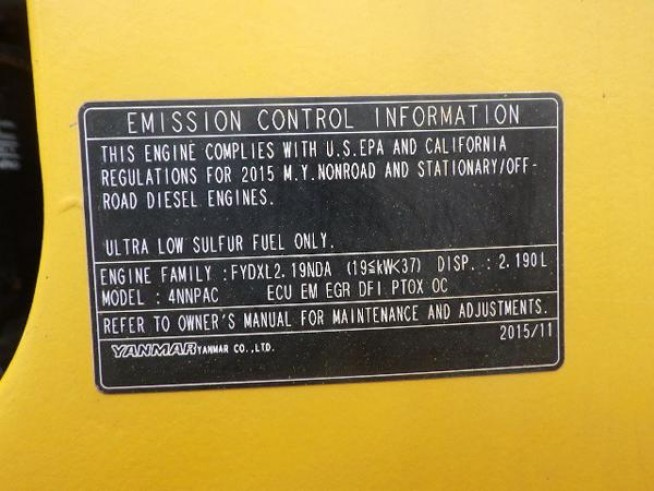 EMISSION CONTROL INFORMATION
THIS ENGINE COMPLIES WITH U.S.EPA AND CALIFORNIA
REGULATIONS FOR 2015 M.Y.NONROAD AND STATIONARY/OFF-
ROAD DIESEL ENGINES.
ULTRA LOW SULFUR FUEL ONLY.
ENGINE FAMILY :FYDXL2.19NDA (19≦kW<37) DISP.:2.190L
MODEL : 4NNPAC ECU EM EGR DFI PTOX OC
REFER TO OWNER'S MANUAL FOR MAINTENANCE AND ADJUSTMENTS.
2015/11
YANMAR YANMAR CO.,LTD.